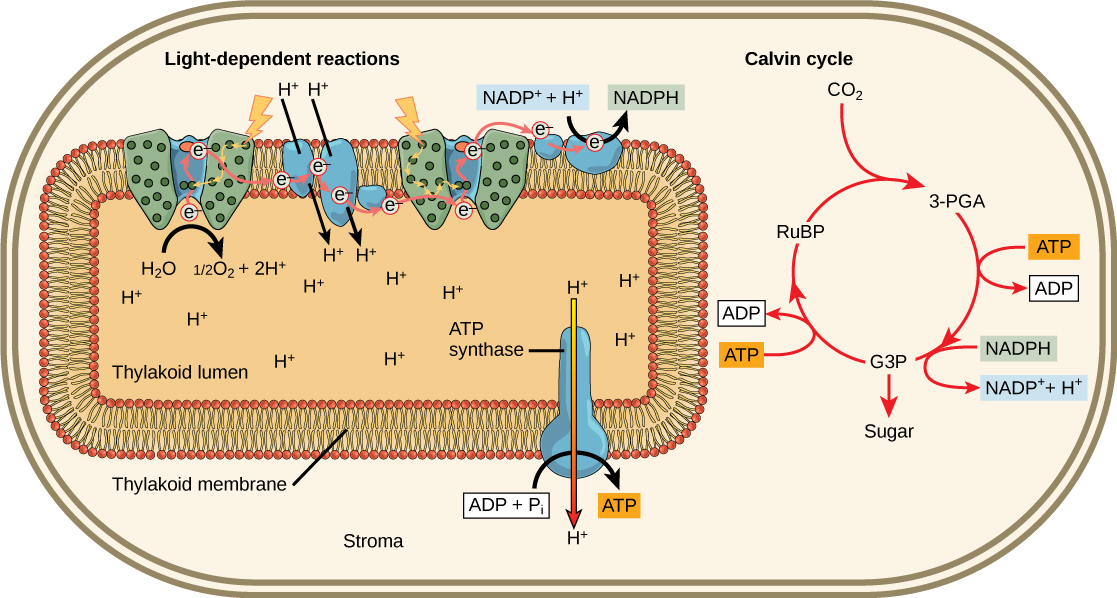 Light-dependent reactions
Calvin cycle
H⁺ H⁺
NADP⁺ + H⁺
NADPH
CO₂
e⁻
e⁻
e⁻
e⁻
e⁻
e⁻
e⁻
e⁻
e⁻
e⁻
e⁻
3-PGA
RuBP
H₂O
1/2O₂ + 2H⁺
H⁺ H⁺
ATP
ADP
H⁺
H⁺
H⁺
H⁺
H⁺
H⁺
H⁺
H⁺
H⁺
H⁺
ATP
synthase
ADP
ATP
G3P
NADPH
NADP⁺+ H⁺
Thylakoid lumen
Sugar
Thylakoid membrane
ADP + Pᵢ
ATP
H⁺
Stroma